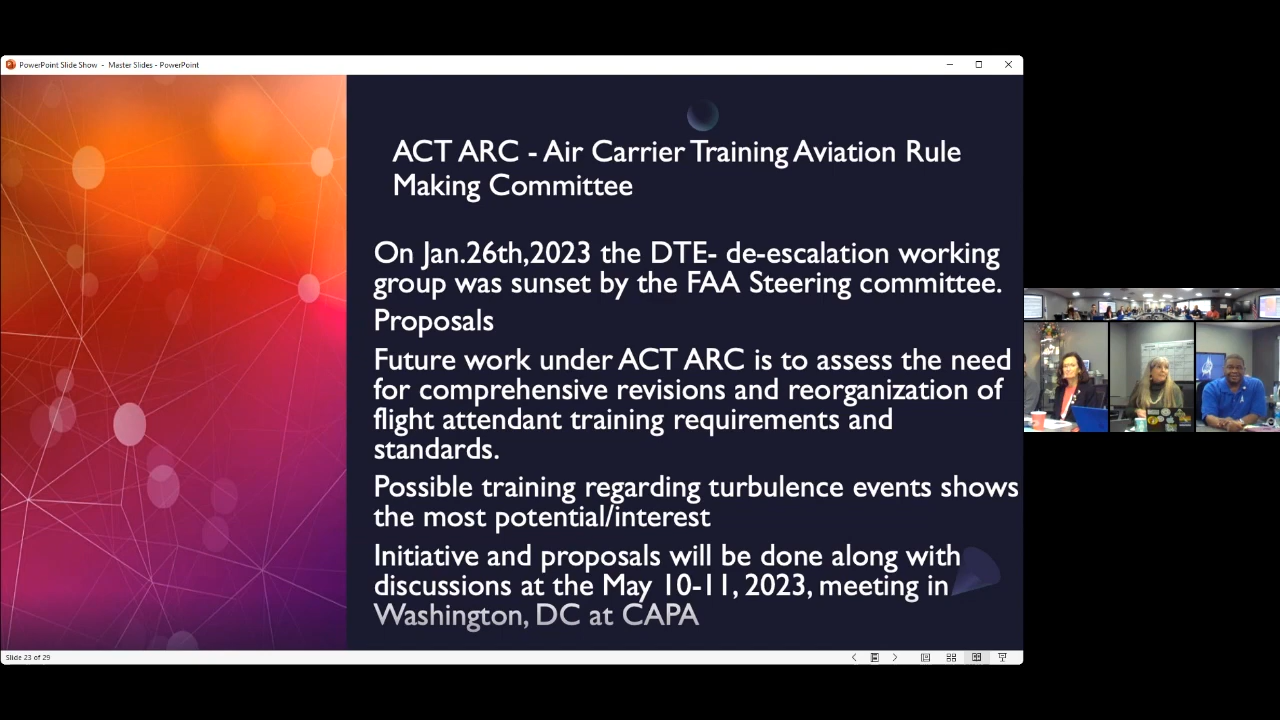 PowerPoint Slide Show - Master Slides - PowerPoint
ACT ARC - Air Carrier Training Aviation Rule
Making Committee
On Jan.26th,2023 the DTE- de-escalation working
group was sunset by the FAA Steering committee.
Proposals
Future work under ACT ARC is to assess the need
for comprehensive revisions and reorganization of
flight attendant training requirements and
standards.
Possible training regarding turbulence events shows
the most potential/interest
Initiative and proposals will be done along with
discussions at the May 10-11, 2023, meeting in
Washington, DC at CAPA
Slide 23 of 29